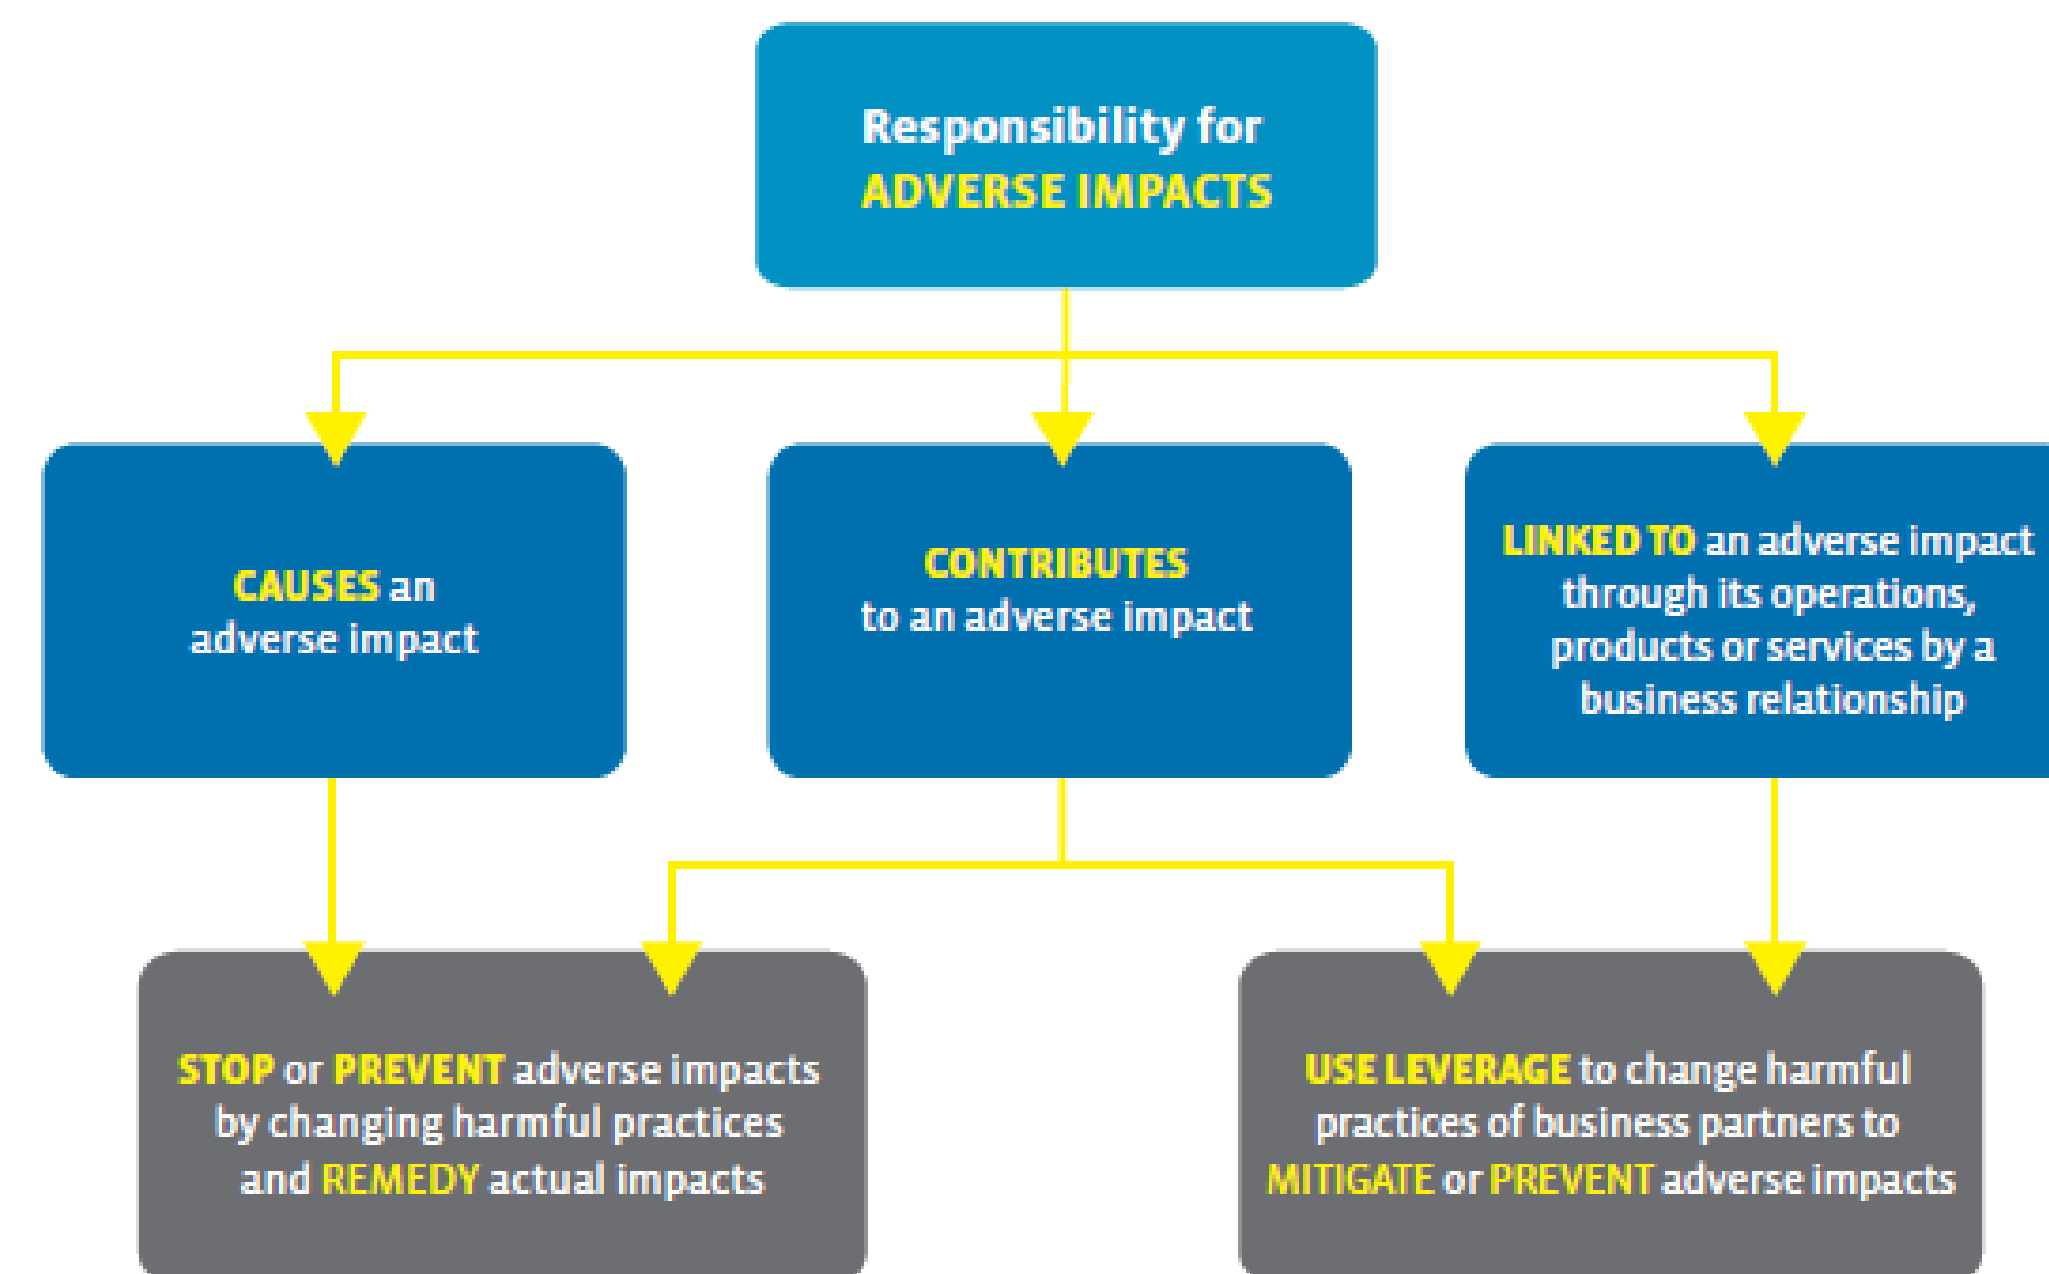 Responsibility for
ADVERSE IMPACTS
CAUSES an
adverse impact
CONTRIBUTES
to an adverse impact
LINKED TO an adverse impact
through its operations,
products or services by a
business relationship
STOP or PREVENT adverse impacts
by changing harmful practices
and REMEDY actual impacts
USE LEVERAGE to change harmful
practices of business partners to
MITIGATE or PREVENT adverse impacts